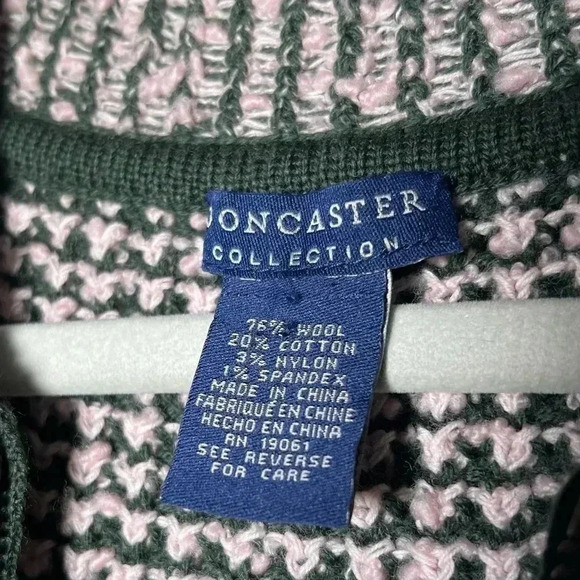 DONCASTER
COLLECTION
76% WOOL
20% COTTON
3% NYLON
1% SPANDEX
MADE IN CHINA
FABRIQUÉ EN CHINE
HECHO EN CHINA
RN 19061
SEE REVERSE
FOR CARE